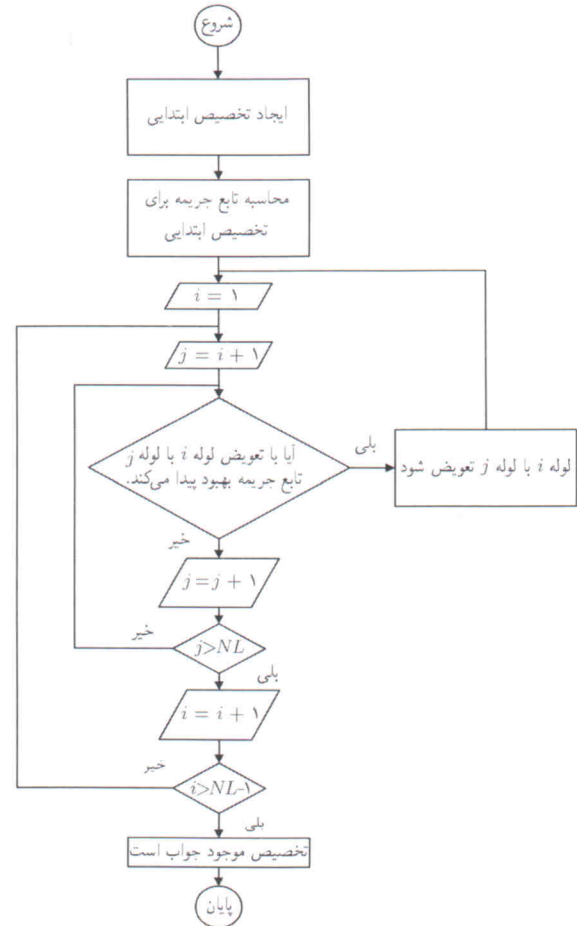 شروع
ایجاد تخصیص ابتدایی
محاسبه تابع جریمه برای
تخصیص ابتدایی
i = ۱
j = i + ۱
آیا با تعویض لوله i با لوله j
تابع جریمه بهبود پیدا می‌کند.
بلی
لوله i با لوله j تعویض شود
خیر
j = j + ۱
j>NL
خیر
بلی
i = i + ۱
i>NL-۱
خیر
بلی
تخصیص موجود جواب است
پایان